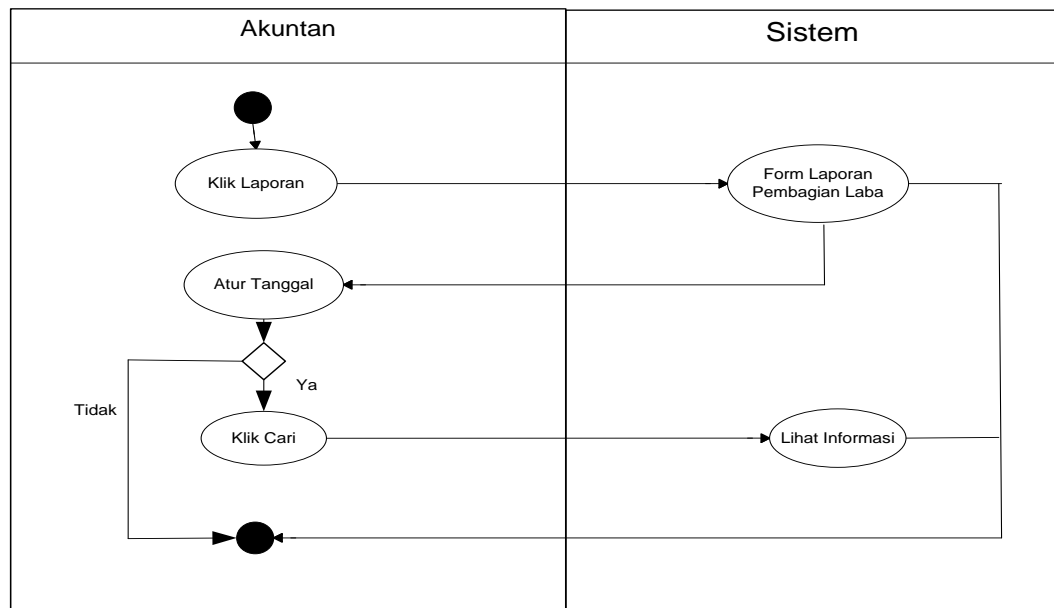 Akuntan
Sistem
Klik Laporan
Form Laporan
Pembagian Laba
Atur Tanggal
Ya
Tidak
Klik Cari
Lihat Informasi